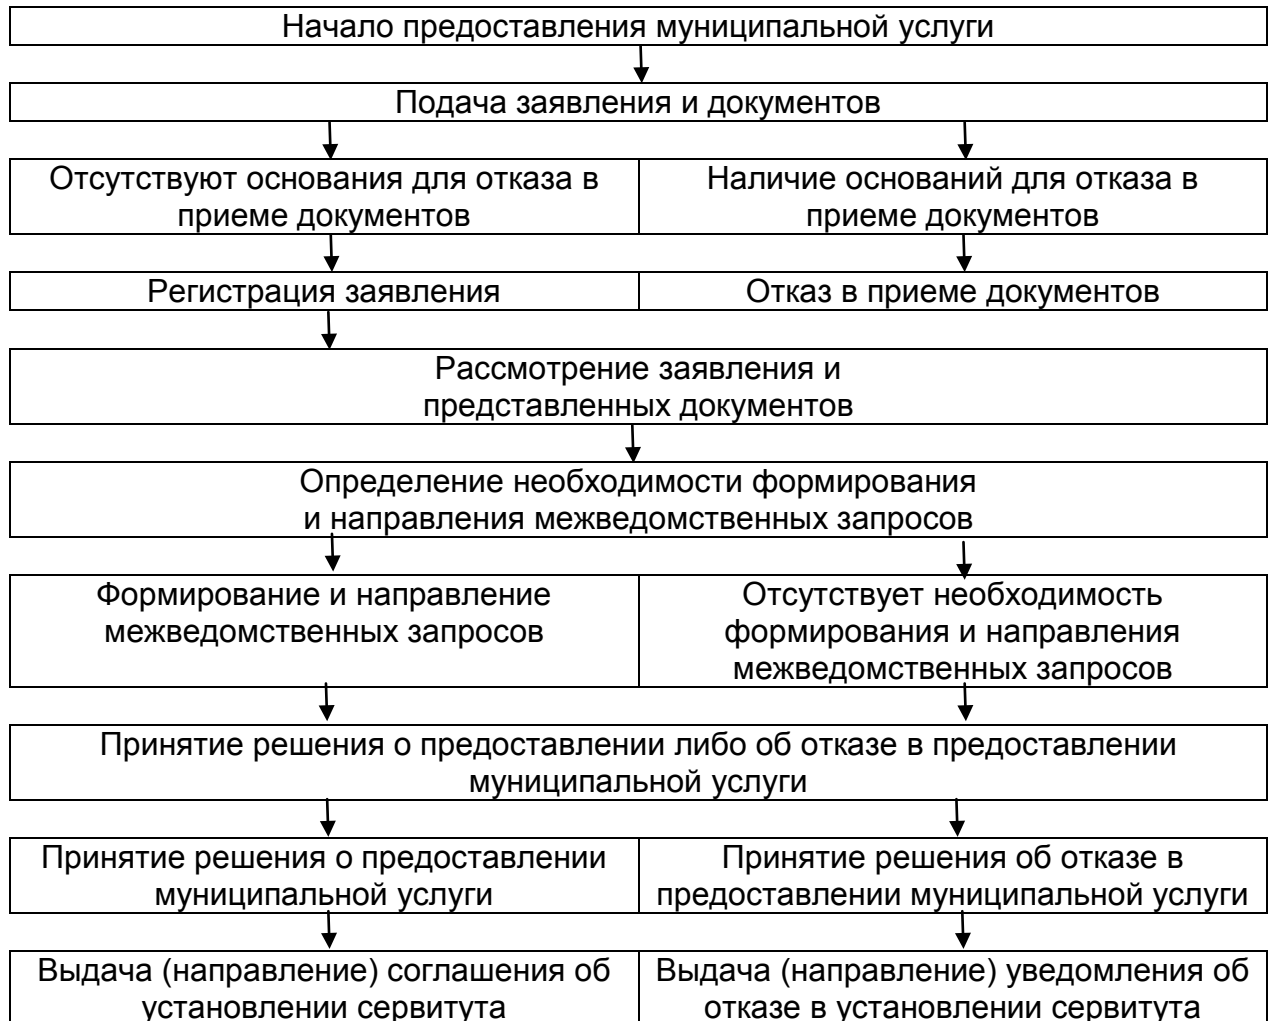 Начало предоставления муниципальной услуги
Подача заявления и документов
Отсутствуют основания для отказа в
приеме документов
Наличие оснований для отказа в
приеме документов
Регистрация заявления
Отказ в приеме документов
Рассмотрение заявления и
представленных документов
Определение необходимости формирования
и направления межведомственных запросов
Формирование и направление
межведомственных запросов
Отсутствует необходимость
формирования и направления
межведомственных запросов
Принятие решения о предоставлении либо об отказе в предоставлении
муниципальной услуги
Принятие решения о предоставлении
муниципальной услуги
Принятие решения об отказе в
предоставлении муниципальной услуги
Выдача (направление) соглашения об
установлении сервитута
Выдача (направление) уведомления об
отказе в установлении сервитута